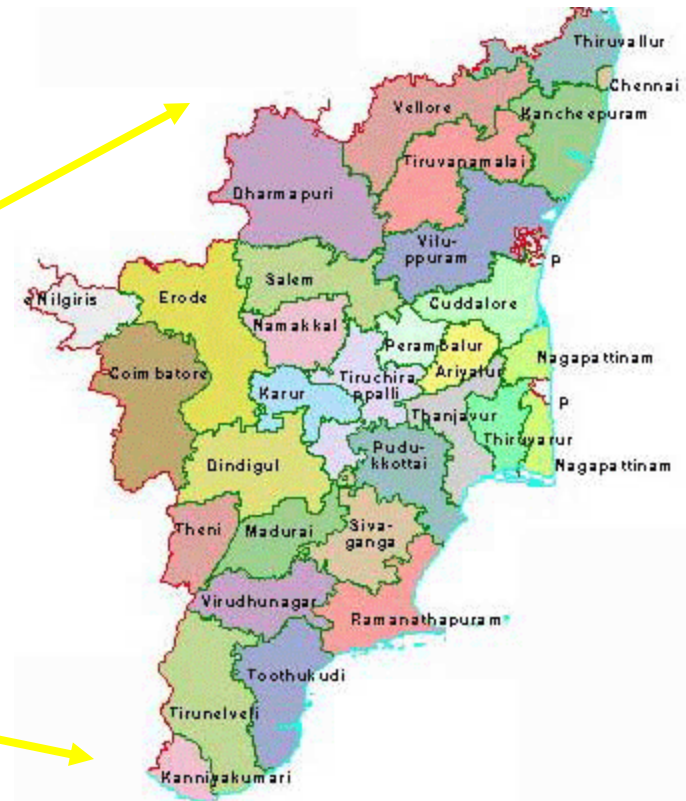 Thiruvallur
Chennai
Vellore
Kancheepuram
Tiruvanamalai
Dharmapuri
Vilu-
ppuram
P
Salem
e Nilgiris
Erode
Cuddalore
Namakkal
Perambalur
Nagapattinam
Coimbatore
Tiruchira
ppalli
Ariyalur
Karur
P
Thanjavur
Thiruvarur
Pudu-
kkottai
Dindigul
Nagapattinam
Theni
Madurai
Siva-
ganga
Virudhunagar
Ramanathapuram
Toothukudi
Tirunelveli
Kanniyakumari